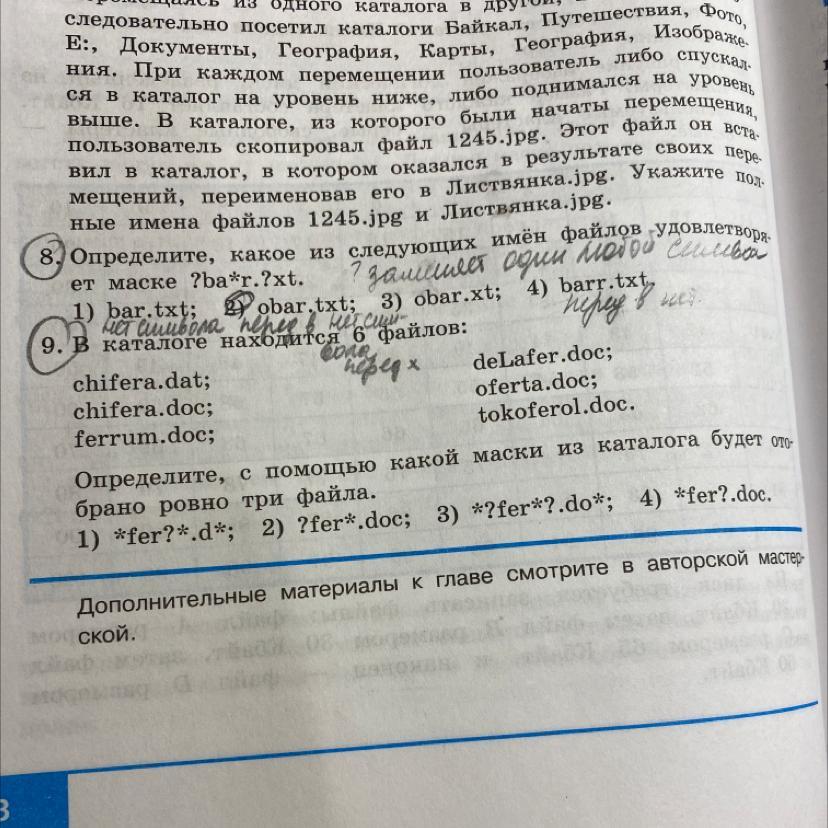 из одного каталога в
следовательно посетил каталоги Байкал, Путешествия, Фото,
E:, Документы, География, Карты, География, Изображе-
ния. При каждом перемещении пользователь либо спускал-
ся в каталог на уровень ниже, либо поднимался на уровень
выше. В каталоге, из которого были начаты перемещения,
пользователь скопировал файл 1245.jpg. Этот файл он вста-
вил в каталог, в котором оказался в результате своих пере-
мещений, переименовав его в Листвянка.jpg. Укажите пол-
ные имена файлов 1245.jpg и Листвянка.jpg.
8. Определите, какое из следующих имён файлов удовлетворя-
ет маске ?ba*r.?xt.
? заменяет один любой символ
1) bar.txt; 2) obar.txt; 3) obar.xt; 4) barr.txt.
нет символа перед в нет сим-
вола
перед x
перед в нет.
9. В каталоге находится 6 файлов:
chifera.dat;
chifera.doc;
ferrum.doc;
deLafer.doc;
oferta.doc;
tokoferol.doc.
Определите, с помощью какой маски из каталога будет ото-
брано ровно три файла.
1) *fer?*.d*; 2) ?fer*.doc; 3) *?fer*?.do*; 4) *fer?.doc.
Дополнительные материалы к главе смотрите в авторской мастер-
ской.